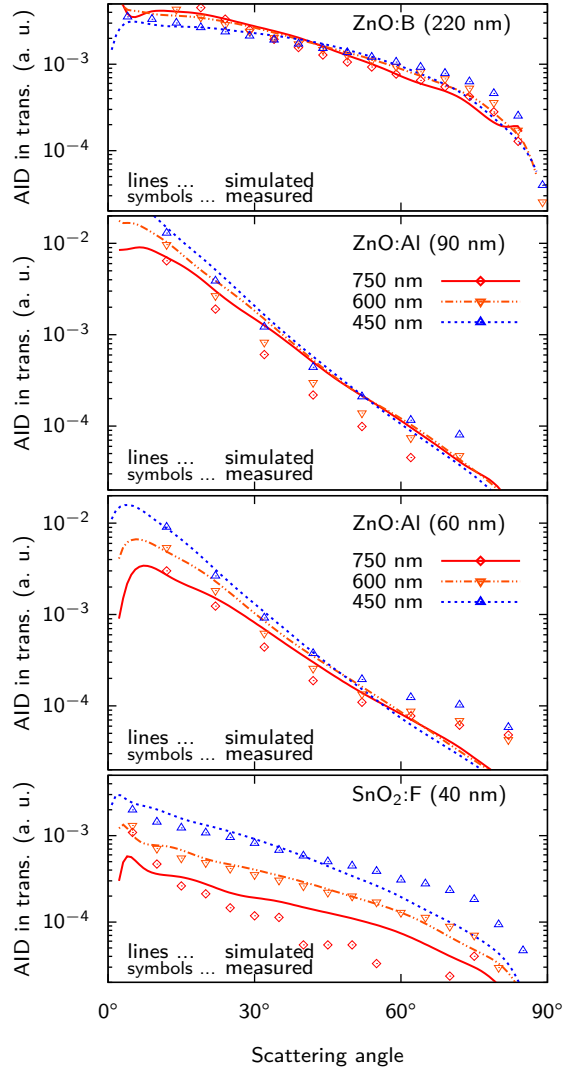 ZnO:B (220 nm)
10⁻³
10⁻⁴
AID in trans. (a. u.)
lines ... simulated
symbols ... measured
ZnO:Al (90 nm)
10⁻²
750 nm
600 nm
450 nm
10⁻³
10⁻⁴
AID in trans. (a. u.)
lines ... simulated
symbols ... measured
ZnO:Al (60 nm)
10⁻²
750 nm
600 nm
450 nm
10⁻³
10⁻⁴
AID in trans. (a. u.)
lines ... simulated
symbols ... measured
SnO₂:F (40 nm)
10⁻³
10⁻⁴
AID in trans. (a. u.)
lines ... simulated
symbols ... measured
0° 30° 60° 90°
Scattering angle